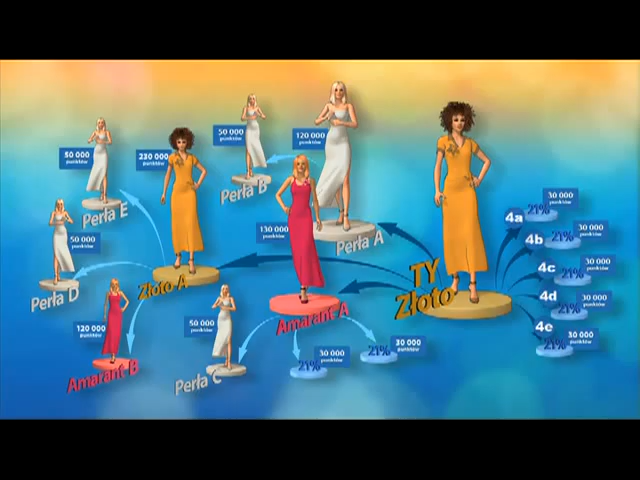 50 000
punktów
120 000
punktów
50 000
punktów
230 000
punktów
Perła B
30 000
punktów
4a
21%
Perła E
130 000
punktów
30 000
punktów
50 000
punktów
Perła A
4b
21%
30 000
punktów
4c
21%
Perła D
Złoto A
TY
Złoto
30 000
punktów
4d
21%
120 000
punktów
50 000
punktów
Amarant A
4e
21%
30 000
punktów
30 000
punktów
21%
30 000
punktów
21%
Amarant B
Perła C